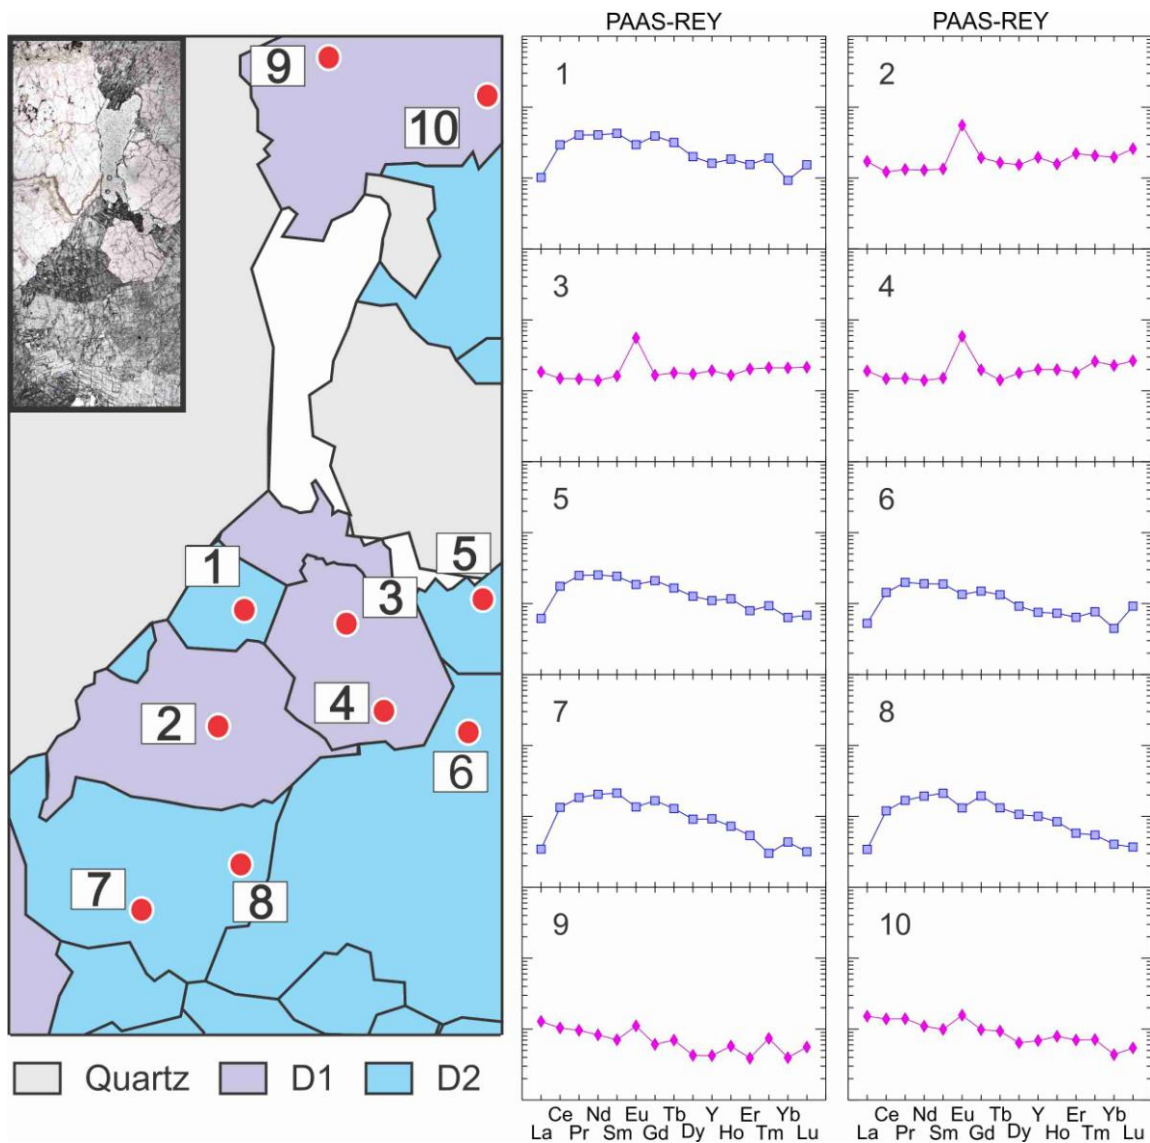 PAAS-REY PAAS-REY
9
10
1
5
3
2
4
6
7
8
1 2
3 4
5 6
7 8
9 10
Quartz D1 D2
Ce Nd Eu Tb Y Er Yb
La Pr Sm Gd Dy Ho Tm Lu
Ce Nd Eu Tb Y Er Yb
La Pr Sm Gd Dy Ho Tm Lu